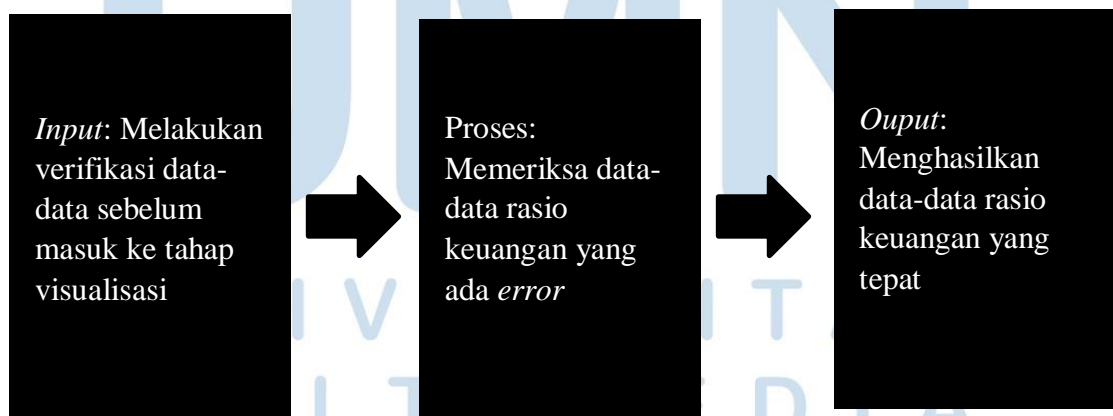 Input: Melakukan
verifikasi data-
data sebelum
masuk ke tahap
visualisasi
Proses:
Memeriksa data-
data rasio
keuangan yang
ada error
Ouput:
Menghasilkan
data-data rasio
keuangan yang
tepat